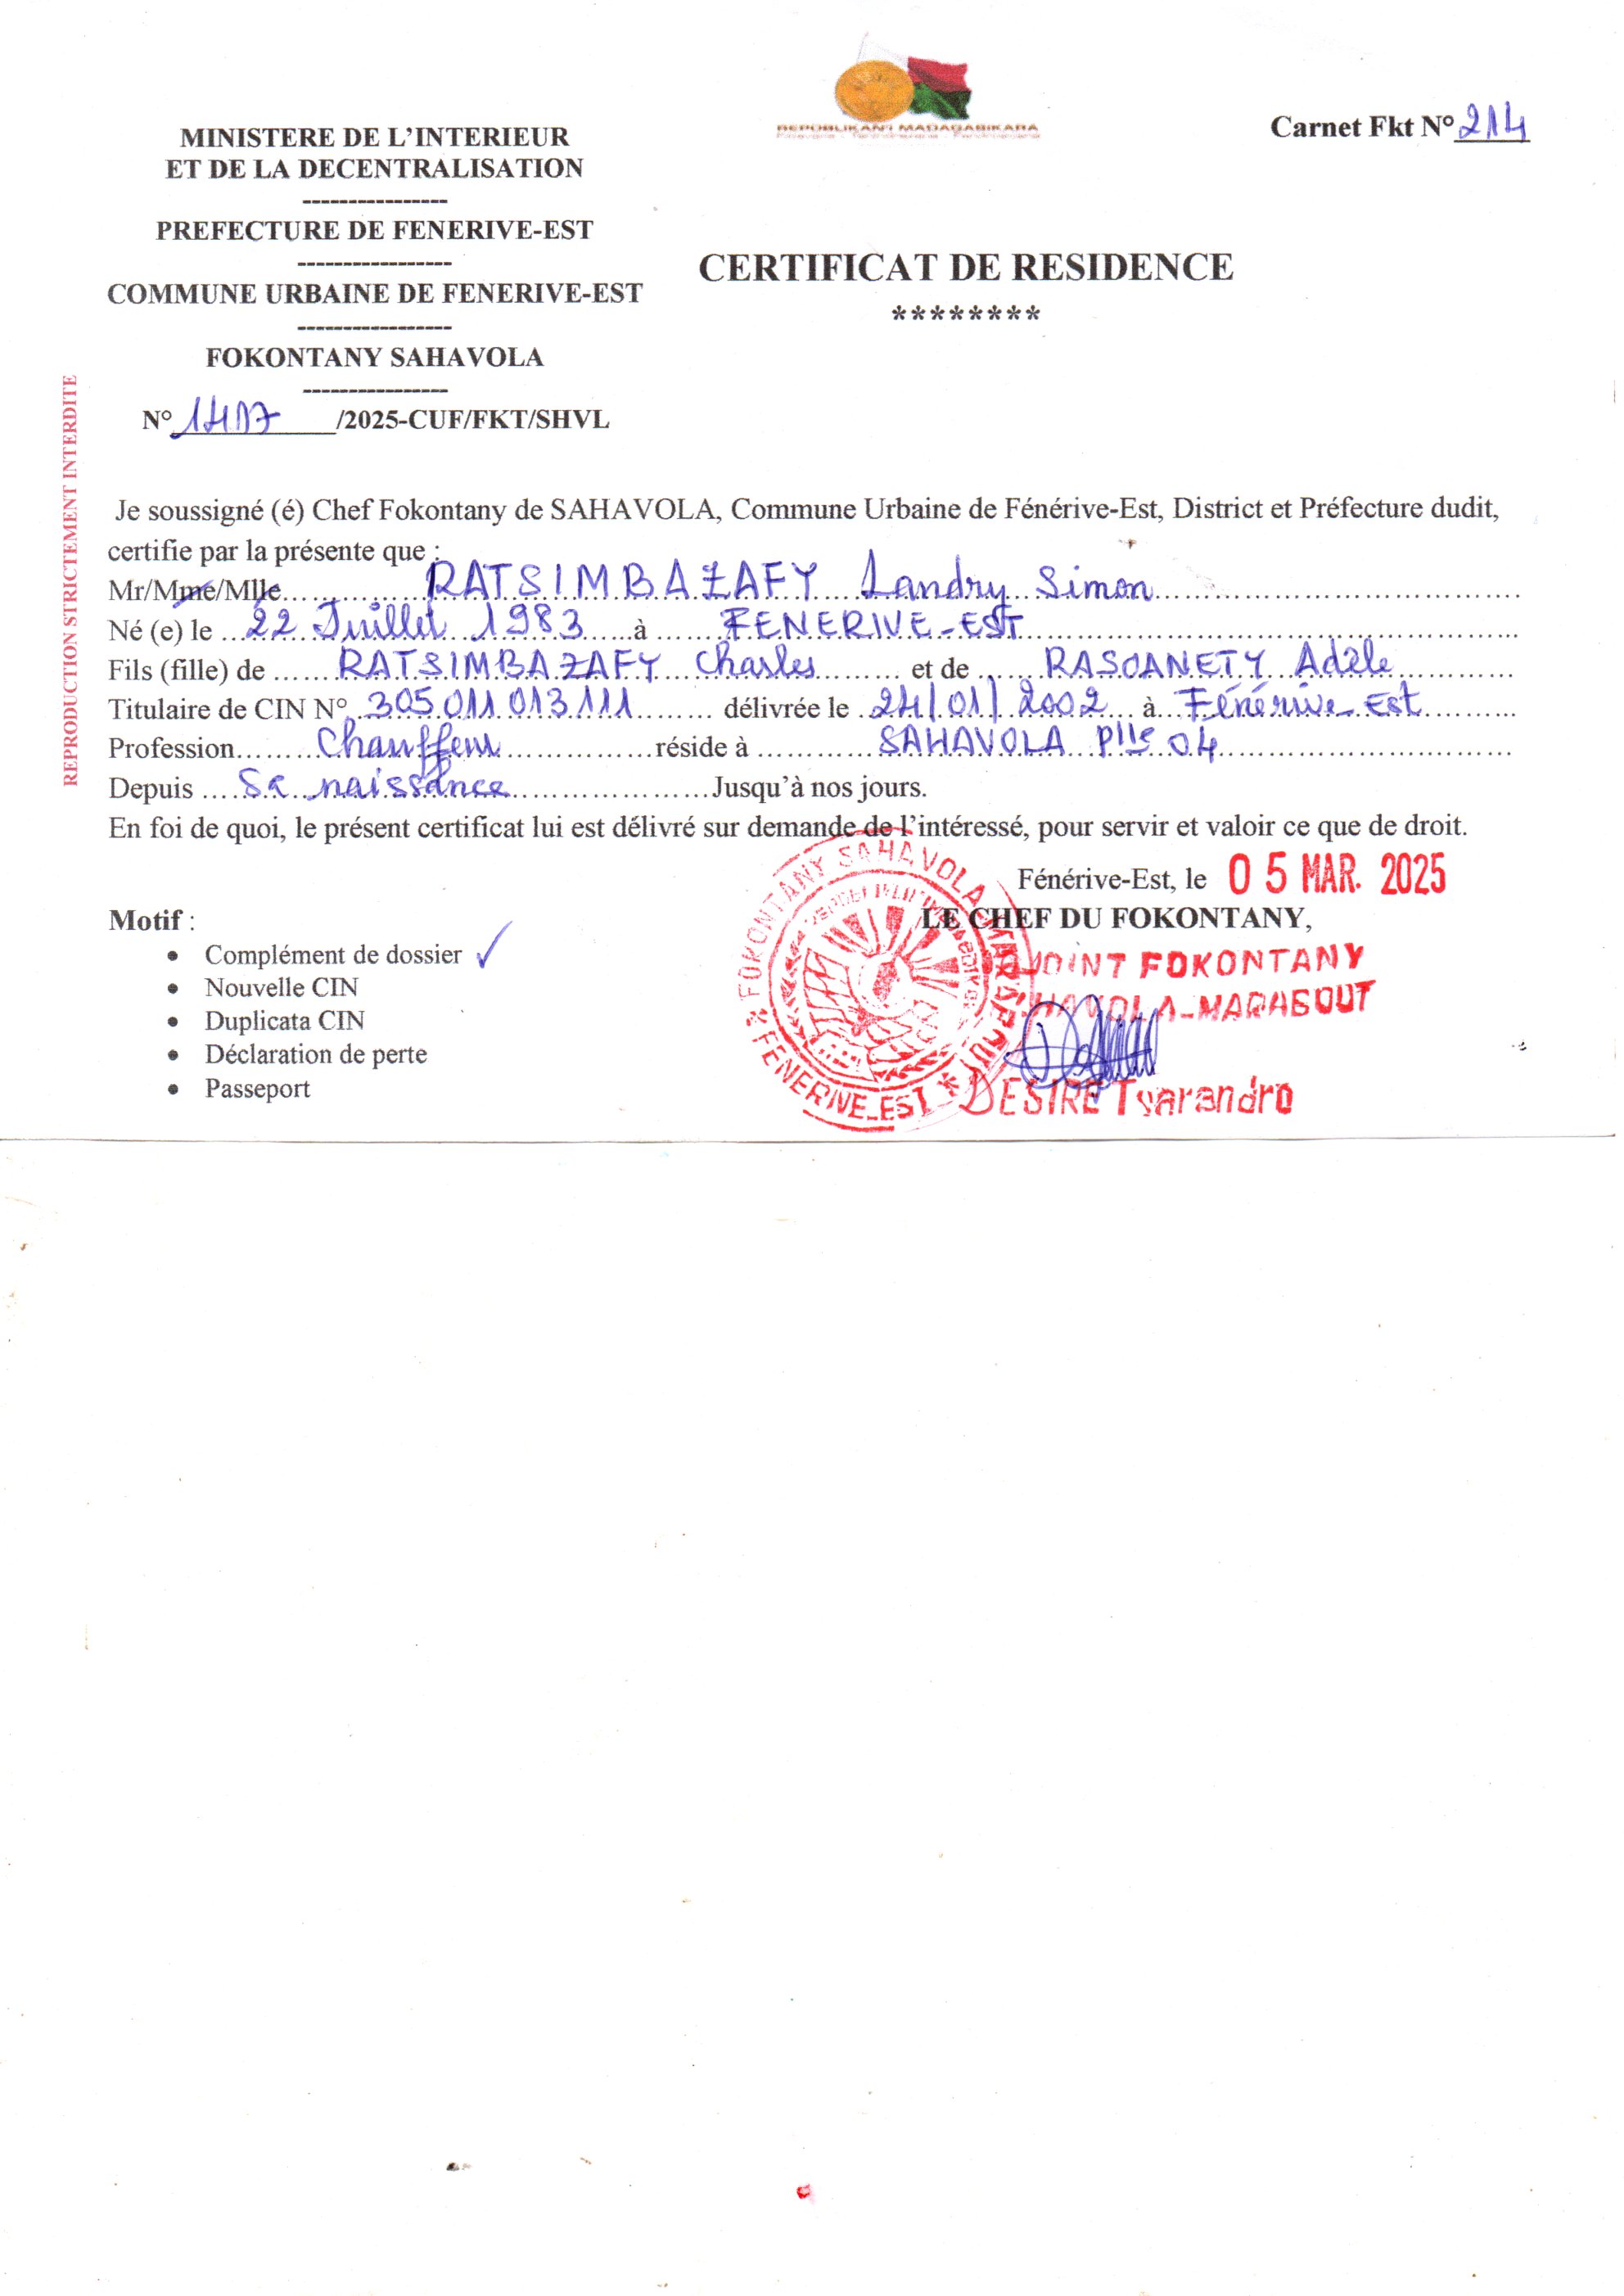 REPOBLIKAN'I MADAGASIKARA
Carnet Fkt N° 214
MINISTERE DE L'INTERIEUR
ET DE LA DECENTRALISATION
----------------
PREFECTURE DE FENERIVE-EST
-----------------
COMMUNE URBAINE DE FENERIVE-EST
-----------------
FOKONTANY SAHAVOLA
----------------
N° 1417 /2025-CUF/FKT/SHVL
CERTIFICAT DE RESIDENCE
********
REPRODUCTION STRICTEMENT INTERDITE
Je soussigné (é) Chef Fokontany de SAHAVOLA, Commune Urbaine de Fénérive-Est, District et Préfecture dudit,
certifie par la présente que :
Mr/Mme/Mlle RATSIMBAZAFY Landry Simon
Né (e) le 22 Juillet 1983 à FENERIVE-EST
Fils (fille) de RATSIMBAZAFY Charles et de RASOANETY Adèle
Titulaire de CIN N° 305 011 013 111 délivrée le 24/01/2002 à Fénérive Est
Profession Chauffeur réside à SAHAVOLA Plle 04
Depuis Sa naissance Jusqu'à nos jours.
En foi de quoi, le présent certificat lui est délivré sur demande de l'intéressé, pour servir et valoir ce que de droit.
Fénérive-Est, le 05 MAR. 2025
LE CHEF DU FOKONTANY,
JOINT FOKONTANY
HAVOLA-MARABOUT
DESIRE Tsarandro
FOKONTANY SAHAVOLA-MARABOUT * FENERIVE-EST *
Motif :
• Complément de dossier ✓
• Nouvelle CIN
• Duplicata CIN
• Déclaration de perte
• Passeport